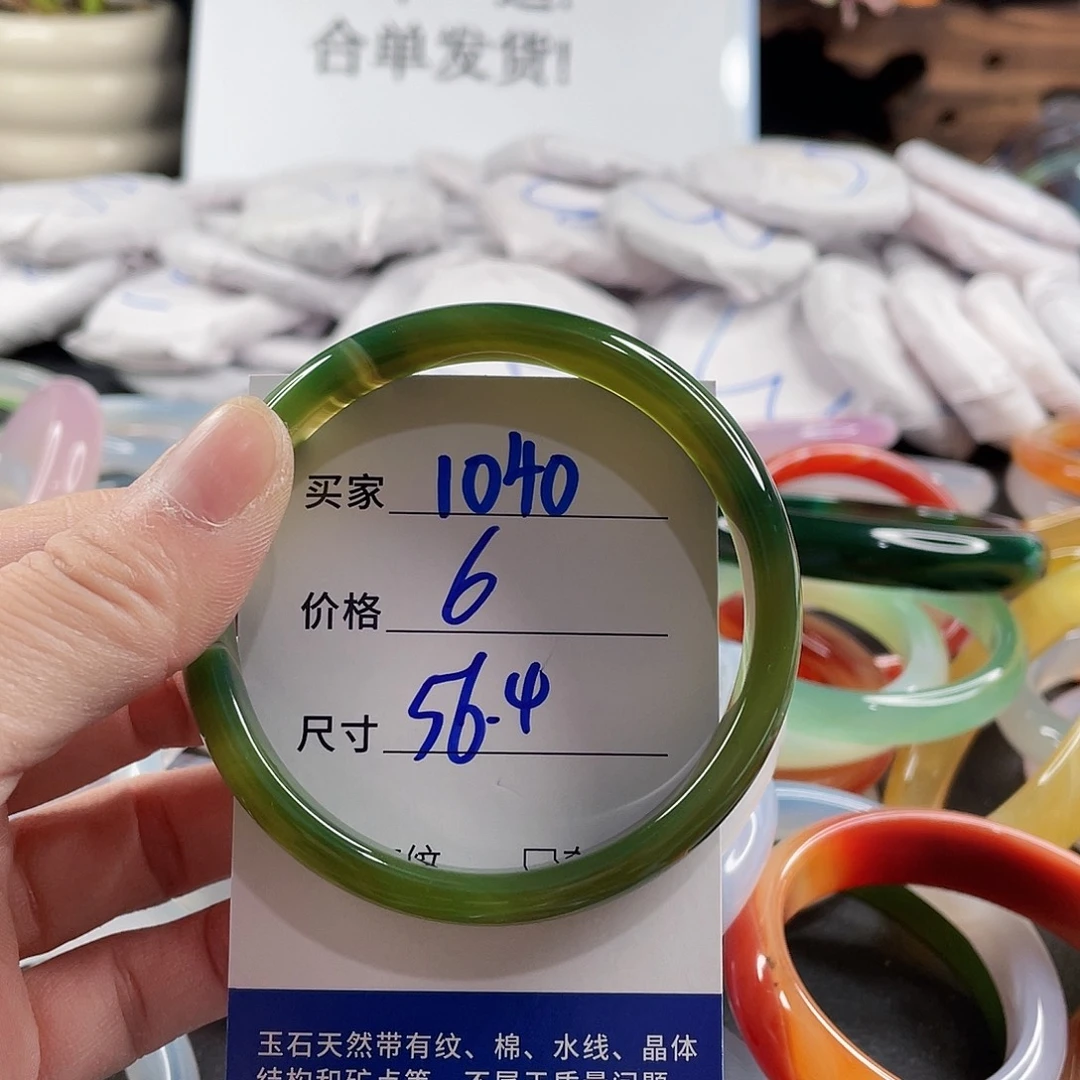 合单发货!
买家 1040
价格 6
尺寸 56.4
玉石天然带有纹、棉、水线、晶体